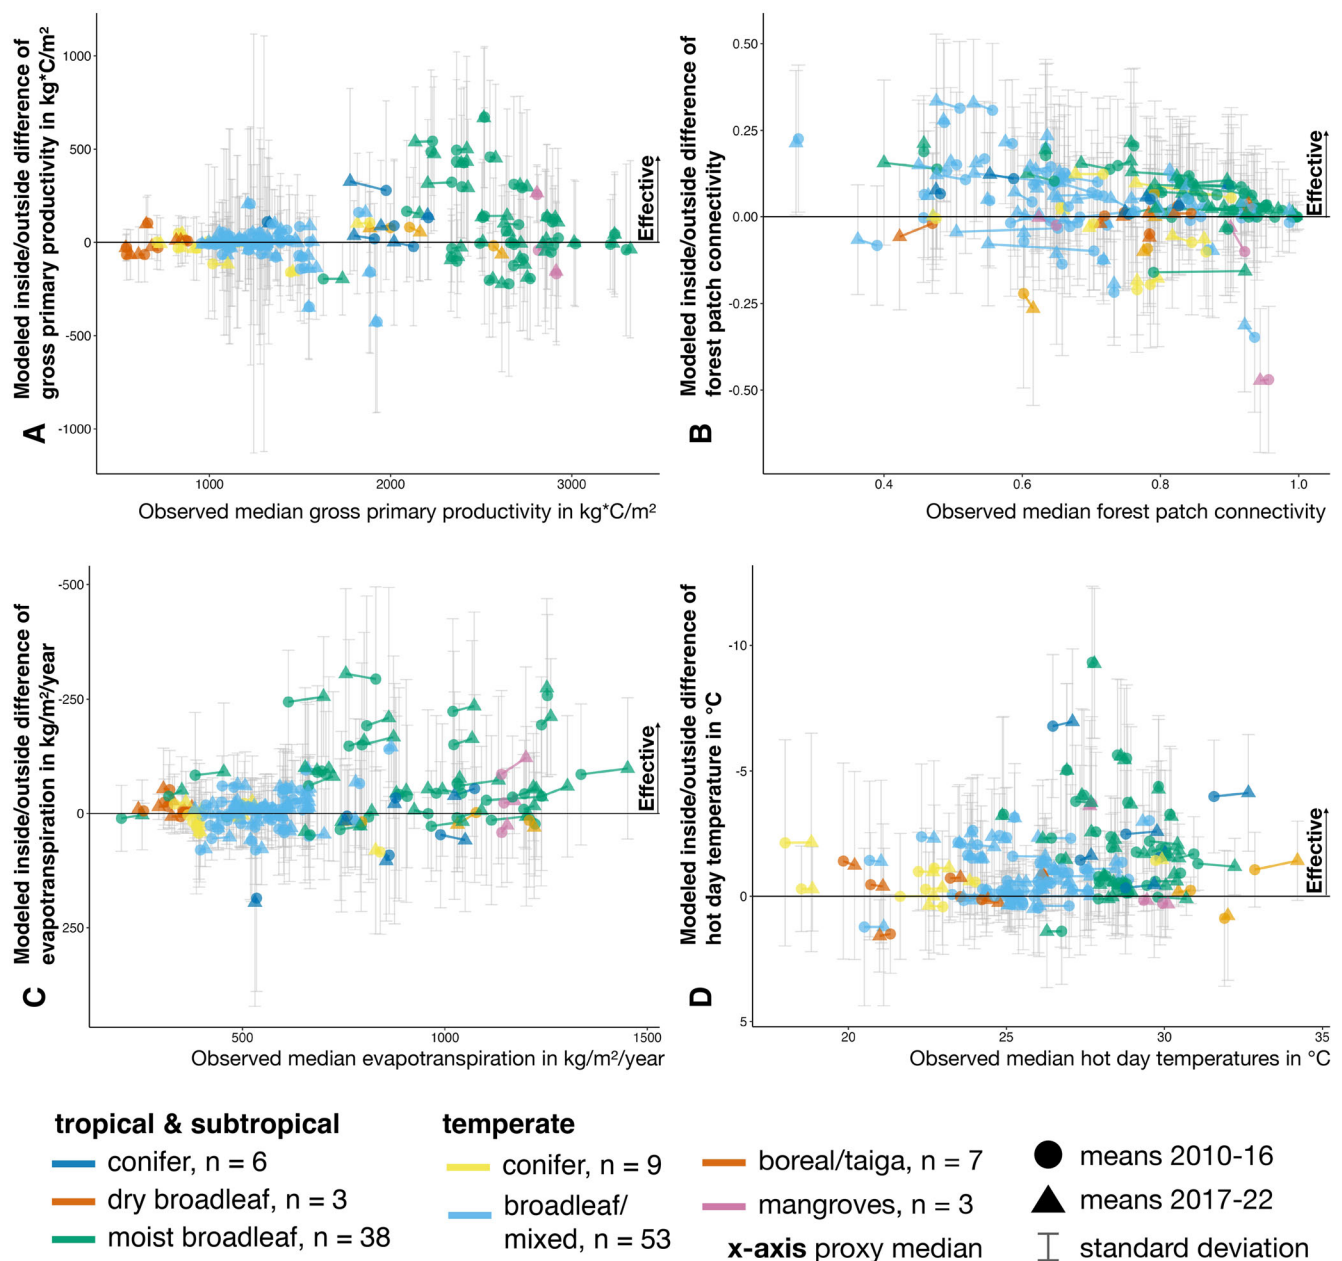 Modeled inside/outside difference of
gross primary productivity in kg*C/m²
A
1000
500
0
-500
-1000
Effective
1000
2000
3000
Observed median gross primary productivity in kg*C/m²
Modeled inside/outside difference of
forest patch connectivity
B
0.50
0.25
0.00
-0.25
-0.50
Effective
0.4
0.6
0.8
1.0
Observed median forest patch connectivity
Modeled inside/outside difference of
evapotranspiration in kg/m²/year
C
-500
-250
0
250
Effective
500
1000
1500
Observed median evapotranspiration in kg/m²/year
Modeled inside/outside difference of
hot day temperature in °C
D
-10
-5
0
5
Effective
20
25
30
35
Observed median hot day temperatures in °C
tropical & subtropical
conifer, n = 6
dry broadleaf, n = 3
moist broadleaf, n = 38
temperate
conifer, n = 9
broadleaf/
mixed, n = 53
boreal/taiga, n = 7
mangroves, n = 3
x-axis proxy median
means 2010-16
means 2017-22
standard deviation